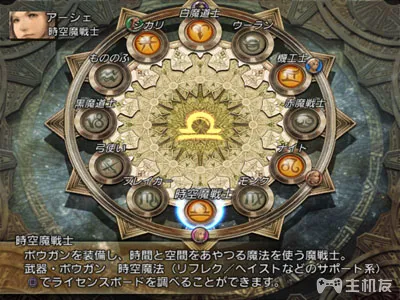 アーシェ
時空魔戦士
白魔道士
シカリ
ウーラン
もののふ
機工士
黒魔道士
赤魔戦士
弓使い
ナイト
ブレイカー
モンク
時空魔戦士
時空魔戦士
ボウガンを装備し、時間と空間をあやつる魔法を使う魔戦士。
武器・ボウガン 時空魔法（リフレク／ヘイストなどのサポート系）
でライセンスボードを調べることができます。
主机友